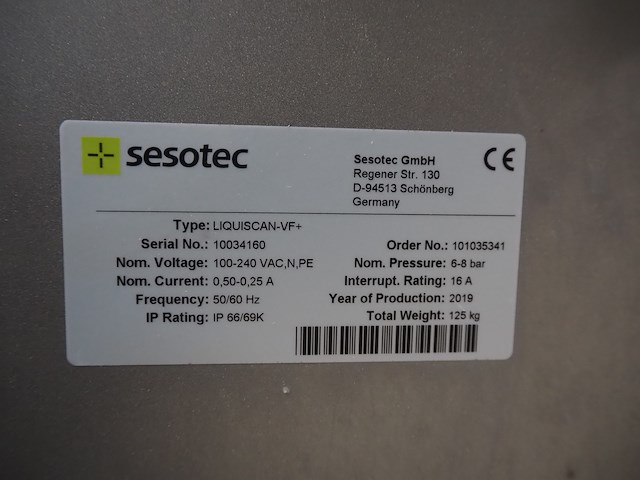 sesotec
Sesotec GmbH
Regener Str. 130
D-94513 Schönberg
Germany
CE
Type: LIQUISCAN-VF+
Serial No.: 10034160
Order No.: 101035341
Nom. Voltage: 100-240 VAC,N,PE
Nom. Pressure: 6-8 bar
Nom. Current: 0,50-0,25 A
Interrupt. Rating: 16 A
Frequency: 50/60 Hz
Year of Production: 2019
IP Rating: IP 66/69K
Total Weight: 125 kg